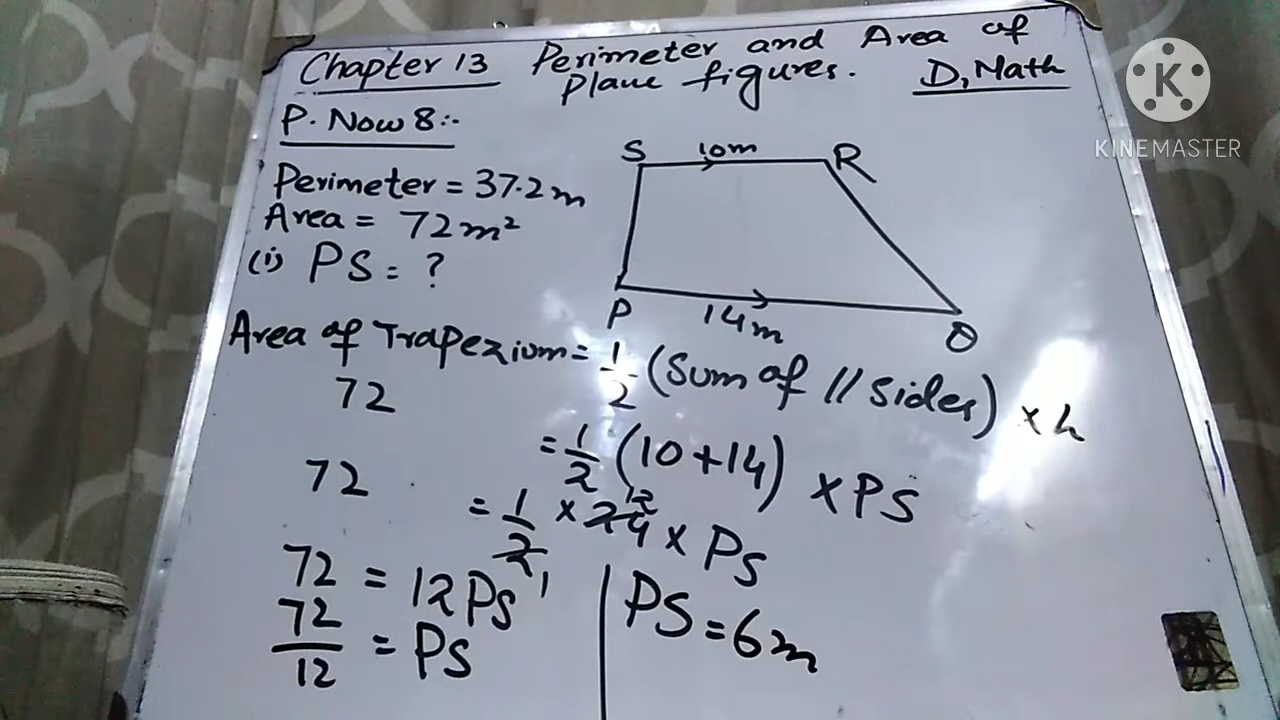 Chapter 13 Perimeter and Area of
Plane figures. D, Math
P. Now 8:-
K
KINEMASTER
Perimeter = 37.2m
Area = 72m²
(i) PS = ?
S 10m R
P 14m Q
Area of Trapezium = 1/2 (Sum of // Sides) × h
72 = 1/2 (10+14) × PS
72 = 1/2 × 24 × PS
12
1
72 = 12PS
72/12 = PS
PS = 6m